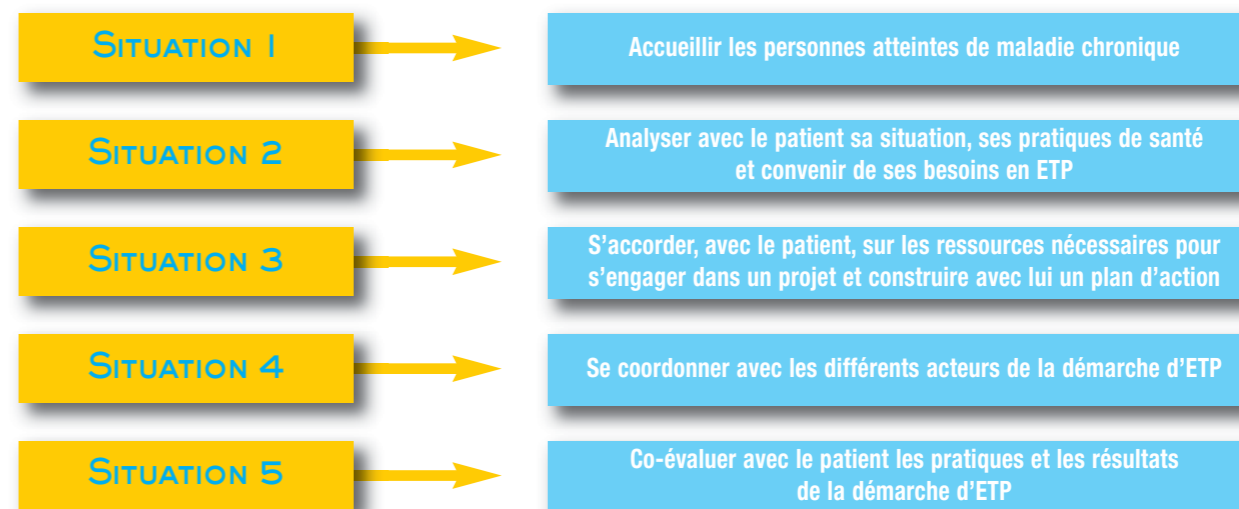 SITUATION 1
Accueillir les personnes atteintes de maladie chronique
SITUATION 2
Analyser avec le patient sa situation, ses pratiques de santé
et convenir de ses besoins en ETP
SITUATION 3
S’accorder, avec le patient, sur les ressources nécessaires pour
s’engager dans un projet et construire avec lui un plan d’action
SITUATION 4
Se coordonner avec les différents acteurs de la démarche d’ETP
SITUATION 5
Co-évaluer avec le patient les pratiques et les résultats
de la démarche d’ETP